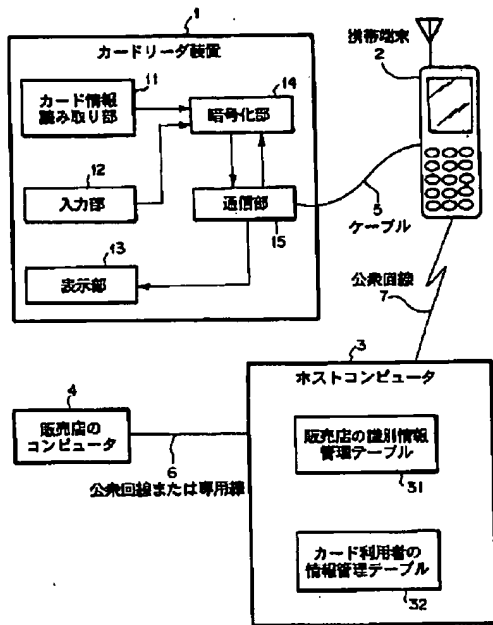 1
カードリーダ装置
携帯端末
2
11
カード情報
読み取り部
14
暗号化部
12
入力部
通信部
15
5
ケーブル
13
表示部
公衆回線
7
3
ホストコンピュータ
4
販売店の
コンピュータ
6
公衆回線または専用線
販売店の識別情報
管理テーブル
31
カード利用者の
情報管理テーブル
32